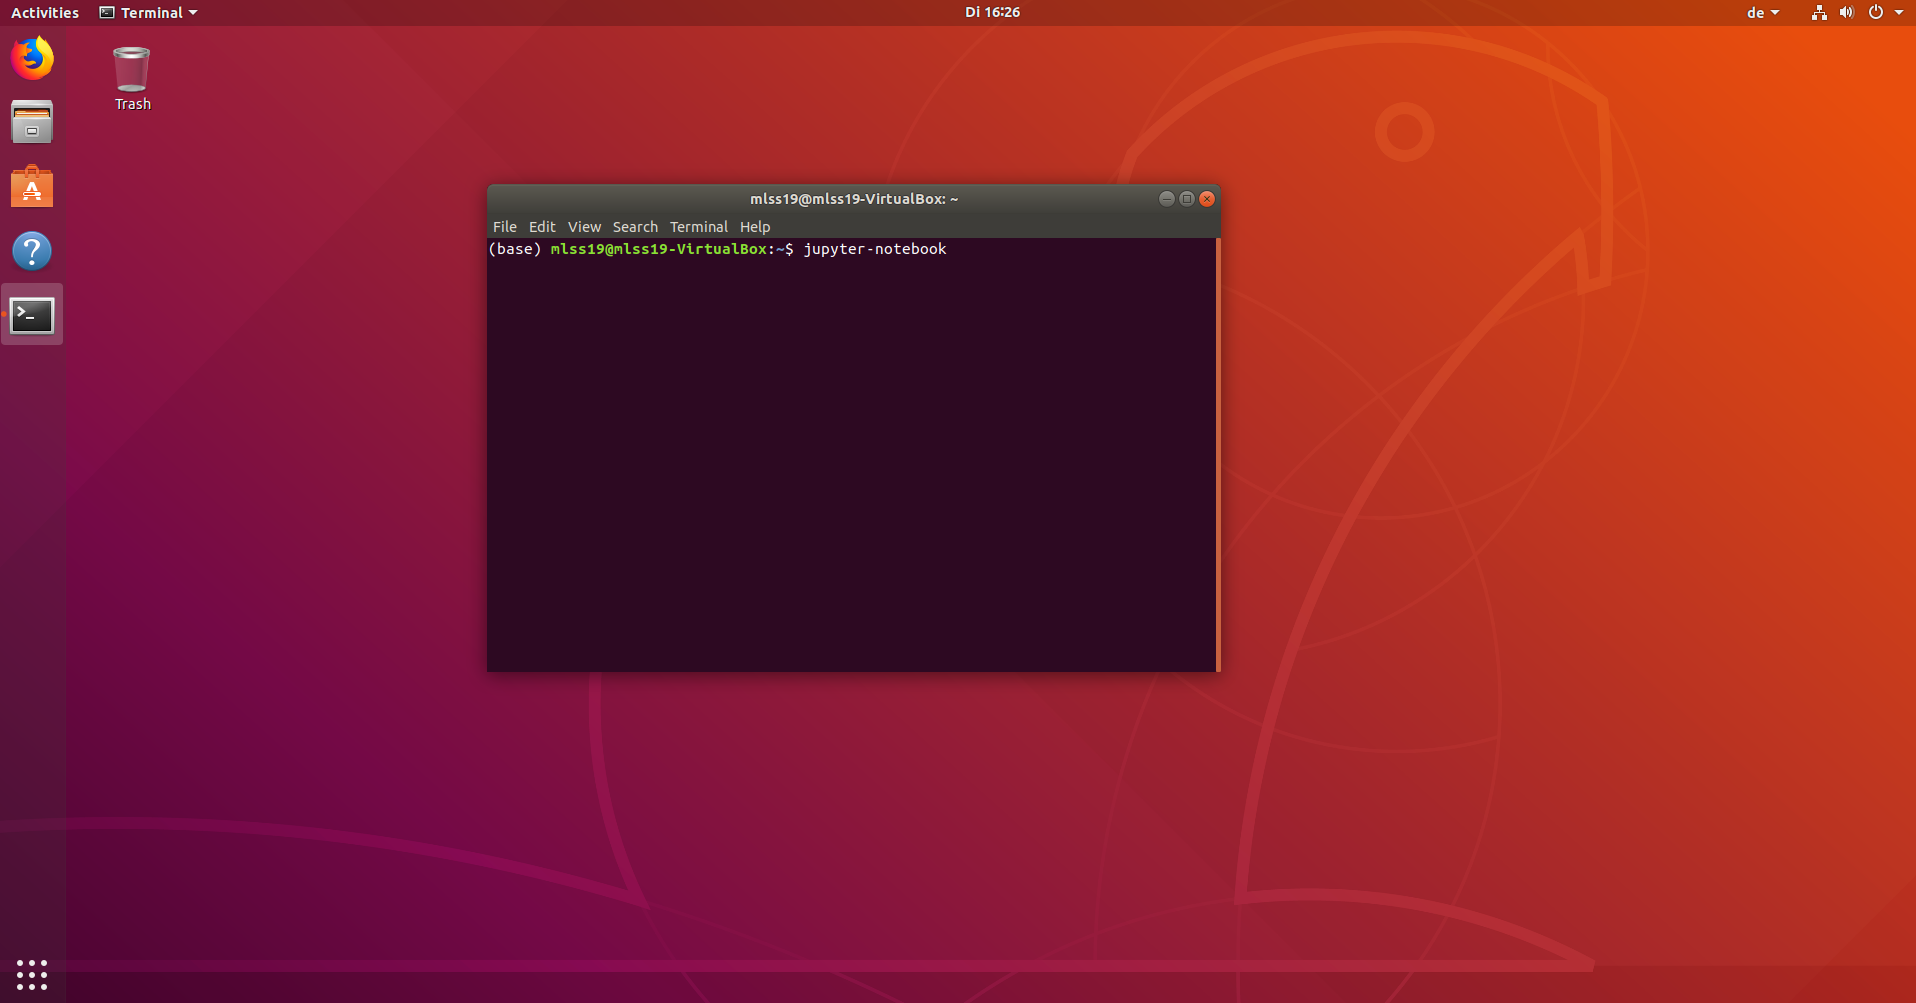 Activities Terminal Di 16:26 de
Trash
mlss19@mlss19-VirtualBox: ~
File Edit View Search Terminal Help
(base) mlss19@mlss19-VirtualBox:~$ jupyter-notebook